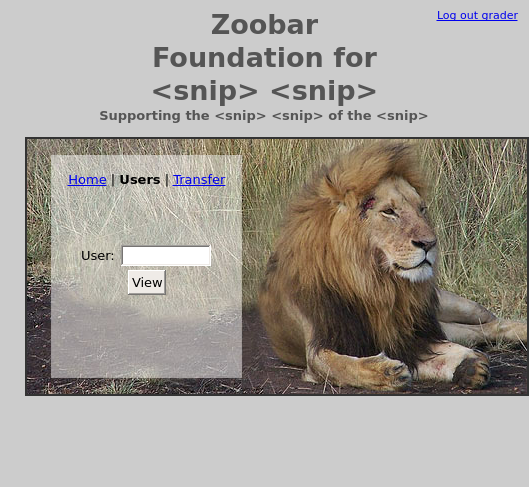 Log out grader
Zoobar
Foundation for
<snip> <snip>
Supporting the <snip> <snip> of the <snip>
Home | Users | Transfer
User:
View